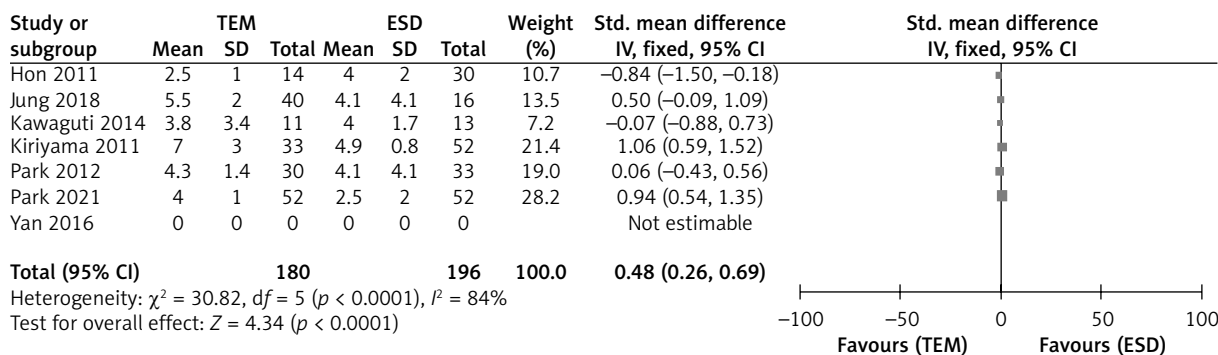 Study or TEM ESD Weight Std. mean difference Std. mean difference
subgroup Mean SD Total Mean SD Total (%) IV, fixed, 95% CI IV, fixed, 95% CI
Hon 2011 2.5 1 14 4 2 30 10.7 –0.84 (–1.50, –0.18)
Jung 2018 5.5 2 40 4.1 4.1 16 13.5 0.50 (–0.09, 1.09)
Kawaguti 2014 3.8 3.4 11 4 1.7 13 7.2 –0.07 (–0.88, 0.73)
Kiriyama 2011 7 3 33 4.9 0.8 52 21.4 1.06 (0.59, 1.52)
Park 2012 4.3 1.4 30 4.1 4.1 33 19.0 0.06 (–0.43, 0.56)
Park 2021 4 1 52 2.5 2 52 28.2 0.94 (0.54, 1.35)
Yan 2016 0 0 0 0 0 0 Not estimable
Total (95% CI) 180 196 100.0 0.48 (0.26, 0.69)
Heterogeneity: χ² = 30.82, df = 5 (p < 0.0001), I² = 84%
Test for overall effect: Z = 4.34 (p < 0.0001)
–100 –50 0 50 100
Favours (TEM) Favours (ESD)